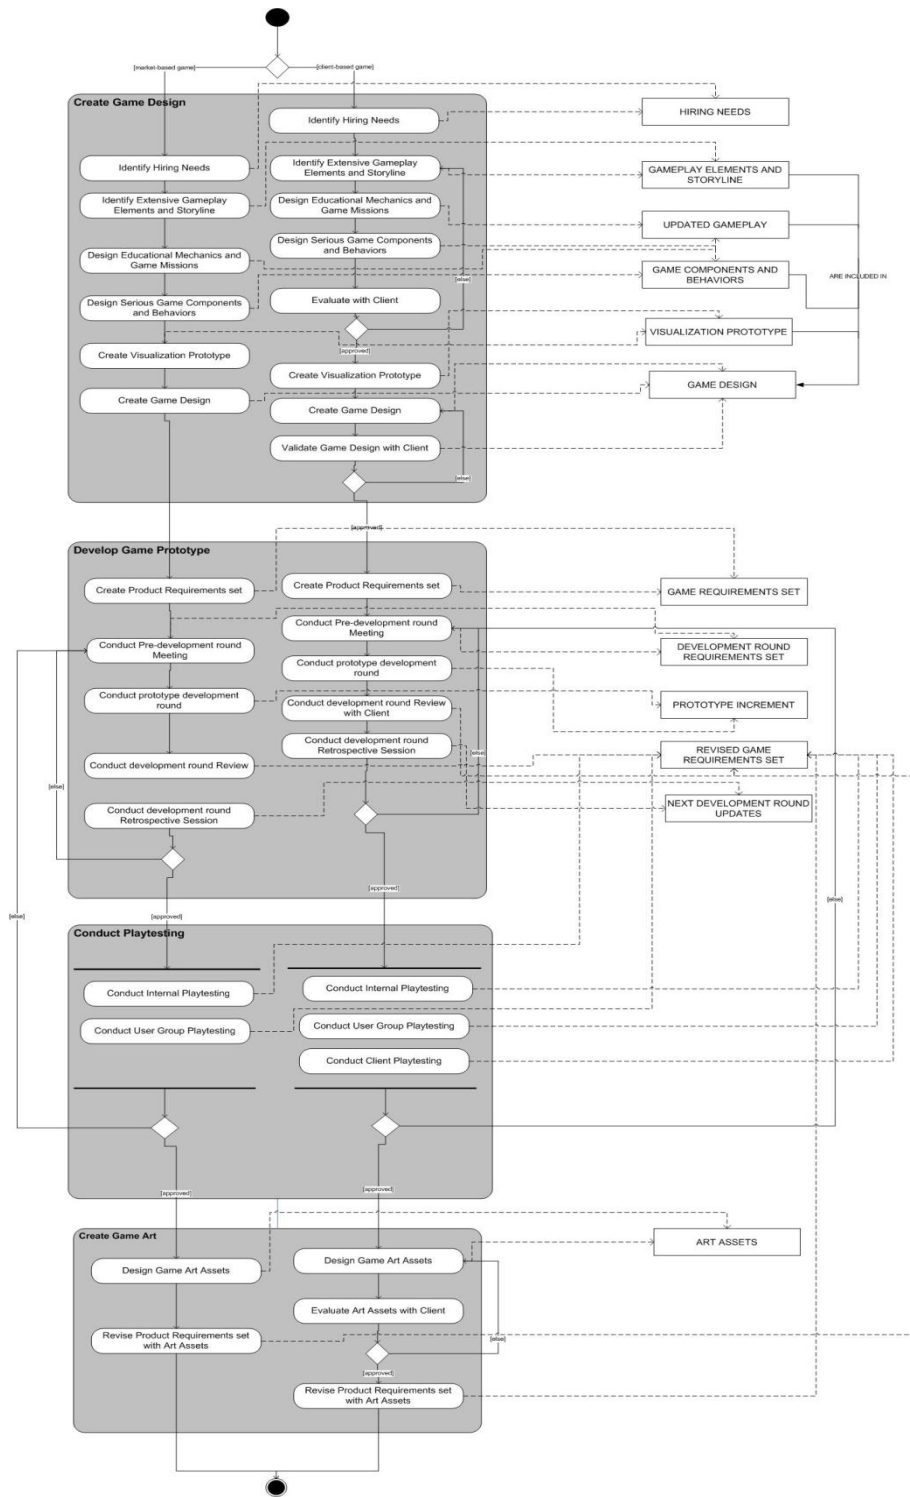 [market-based game]
[client-based game]
Create Game Design
Identify Hiring Needs
HIRING NEEDS
Identify Hiring Needs
Identify Extensive Gameplay
Elements and Storyline
GAMEPLAY ELEMENTS AND
STORYLINE
Identify Extensive Gameplay
Elements and Storyline
Design Educational Mechanics and
Game Missions
UPDATED GAMEPLAY
Design Educational Mechanics and
Game Missions
Design Serious Game Components
and Behaviors
GAME COMPONENTS AND
BEHAVIORS
ARE INCLUDED IN
[else]
Design Serious Game Components
and Behaviors
Evaluate with Client
VISUALIZATION PROTOTYPE
[approved]
Create Visualization Prototype
Create Visualization Prototype
GAME DESIGN
Create Game Design
Create Game Design
Validate Game Design with Client
[else]
[approved]
Develop Game Prototype
Create Product Requirements set
Create Product Requirements set
GAME REQUIREMENTS SET
Conduct Pre-development round
Meeting
Conduct Pre-development round
Meeting
DEVELOPMENT ROUND
REQUIREMENTS SET
Conduct prototype development
round
Conduct prototype development
round
PROTOTYPE INCREMENT
Conduct development round Review
with Client
Conduct development round Retrospective Session
[else]
REVISED GAME
REQUIREMENTS SET
Conduct development round Review
[else]
Conduct development round
Retrospective Session
NEXT DEVELOPMENT ROUND
UPDATES
[approved]
[else]
[approved]
[else]
Conduct Playtesting
Conduct Internal Playtesting
Conduct Internal Playtesting
Conduct User Group Playtesting
Conduct User Group Playtesting
Conduct Client Playtesting
[approved]
[approved]
Create Game Art
ART ASSETS
Design Game Art Assets
Design Game Art Assets
Evaluate Art Assets with Client
Revise Product Requirements set
with Art Assets
[else]
[approved]
Revise Product Requirements set
with Art Assets